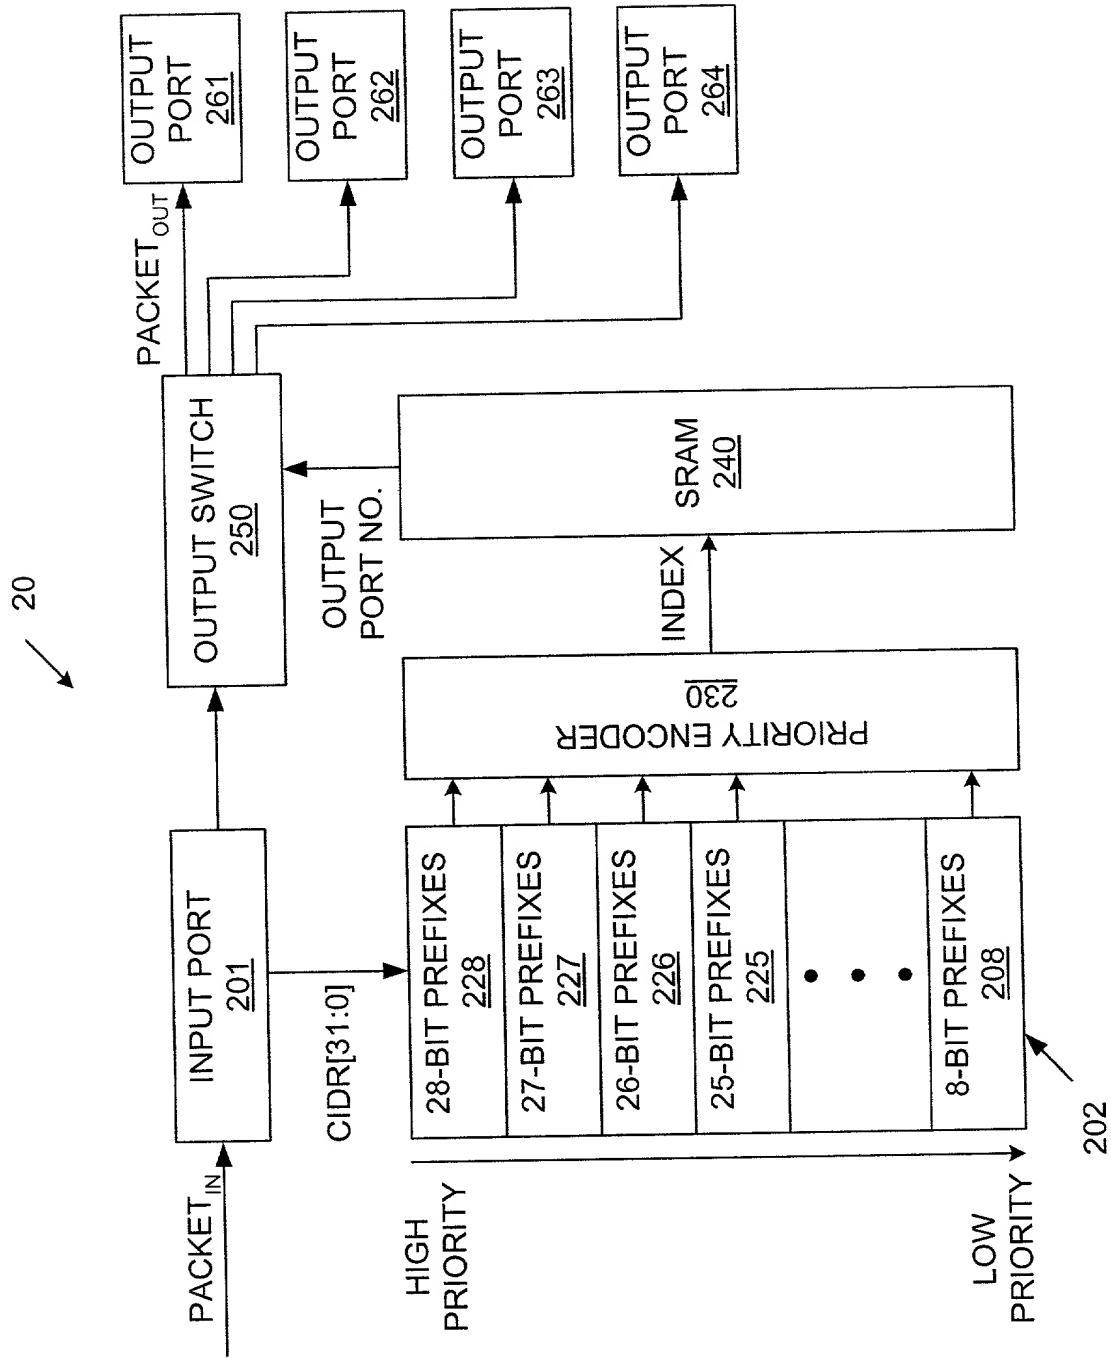 20
PACKET_IN
INPUT PORT
201
OUTPUT SWITCH
250
PACKET_OUT
OUTPUT
PORT
261
OUTPUT
PORT
262
OUTPUT
PORT
263
OUTPUT
PORT
264
CIDR[31:0]
OUTPUT
PORT NO.
HIGH
PRIORITY
28-BIT PREFIXES
228
27-BIT PREFIXES
227
26-BIT PREFIXES
226
25-BIT PREFIXES
225
8-BIT PREFIXES
208
LOW
PRIORITY
202
PRIORITY ENCODER
230
INDEX
SRAM
240